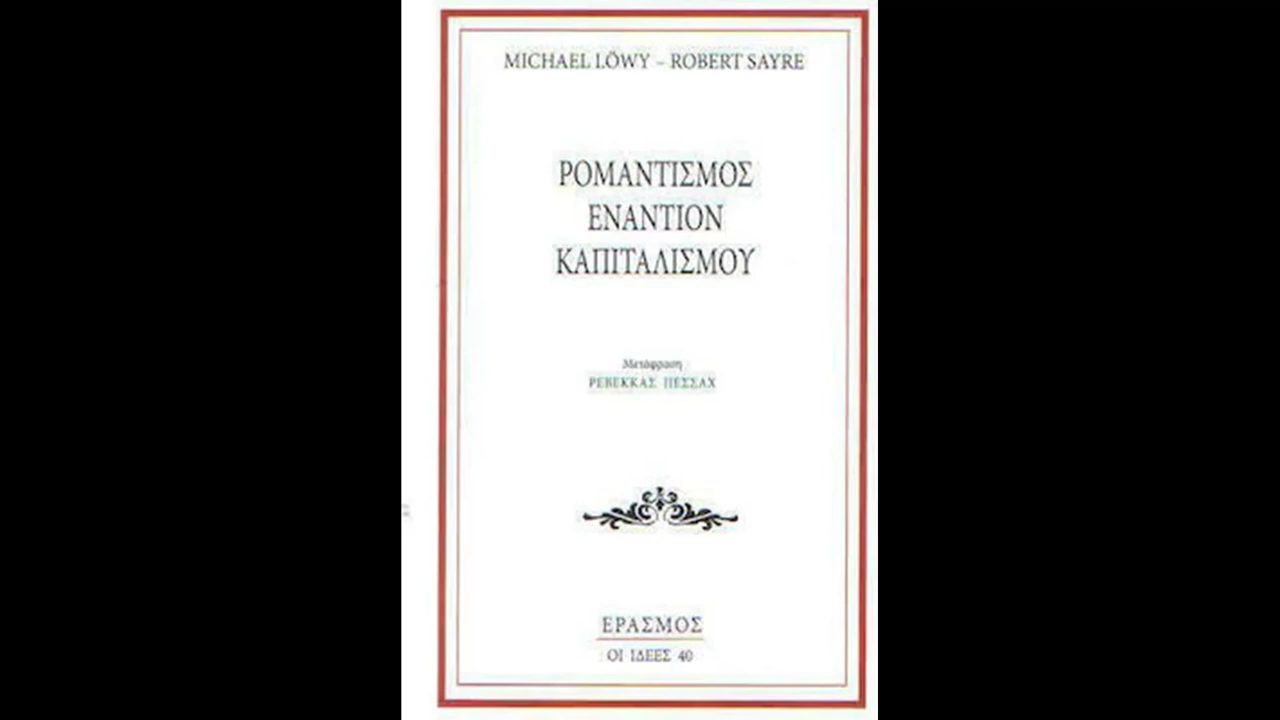 MICHAEL LÖWY – ROBERT SAYRE
ΡΟΜΑΝΤΙΣΜΟΣ
ΕΝΑΝΤΙΟΝ
ΚΑΠΙΤΑΛΙΣΜΟΥ
Μετάφραση
ΡΕΒΕΚΚΑΣ ΠΕΣΣΑΧ
ΕΡΑΣΜΟΣ
ΟΙ ΙΔΕΕΣ 40